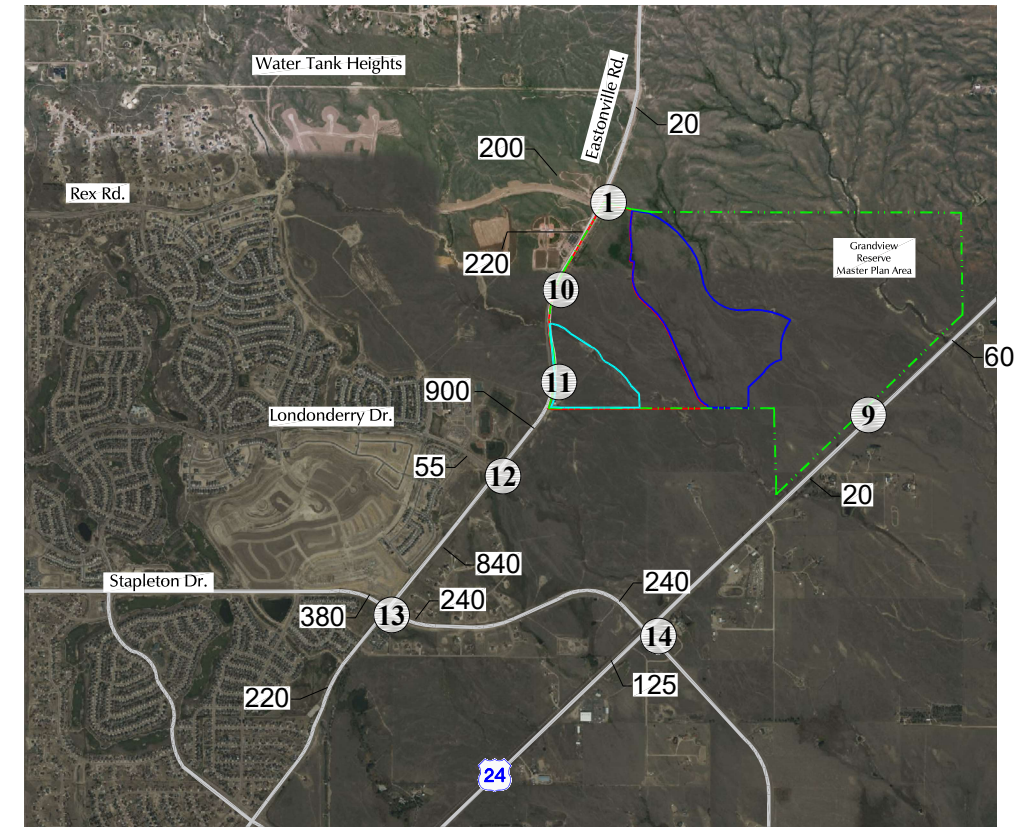 Water Tank Heights
Eastonville Rd.
20
200
Rex Rd.
1
220
Grandview
Reserve
Master Plan Area
10
60
11
900
Londonderry Dr.
9
55
12
20
840
Stapleton Dr.
240
240
380
13
14
220
125
24